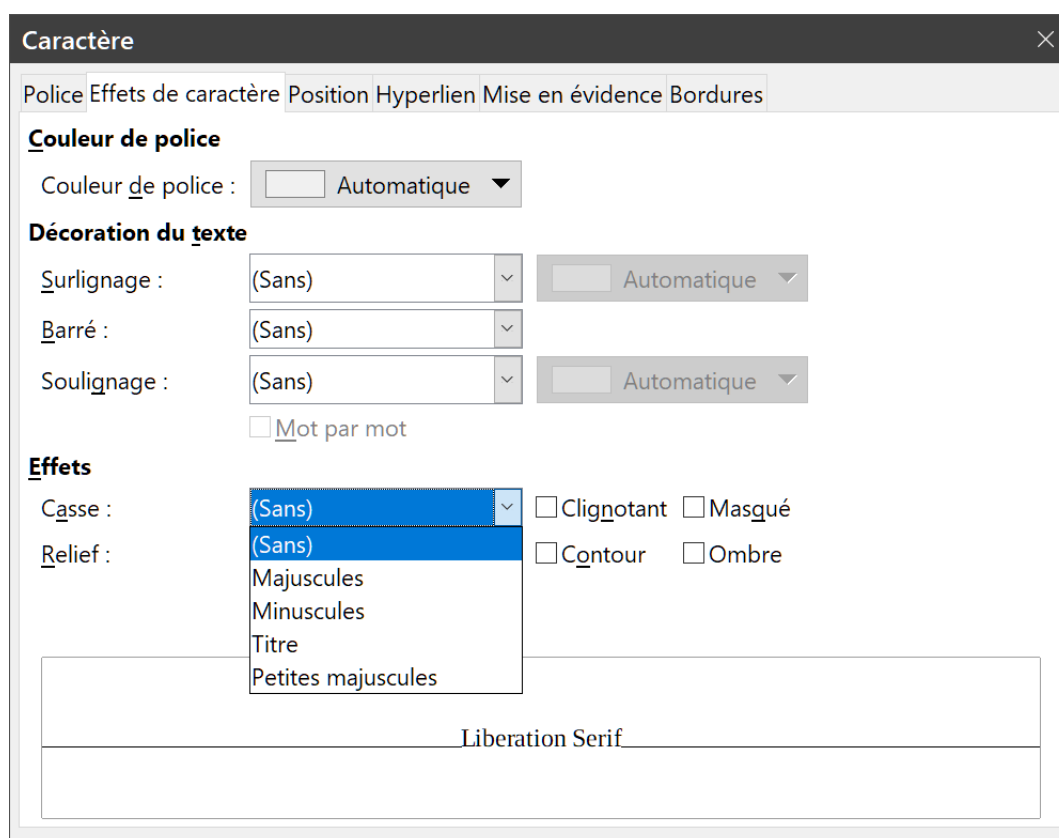 Caractère
Police Effets de caractère Position Hyperlien Mise en évidence Bordures
Couleur de police
Couleur de police : Automatique
Décoration du texte
Surlignage : (Sans) Automatique
Barré : (Sans)
Soulignage : (Sans) Automatique
Mot par mot
Effets
Casse : (Sans) Clignotant Masqué
Relief : (Sans) Contour Ombre
Majuscules
Minuscules
Titre
Petites majuscules
Liberation Serif